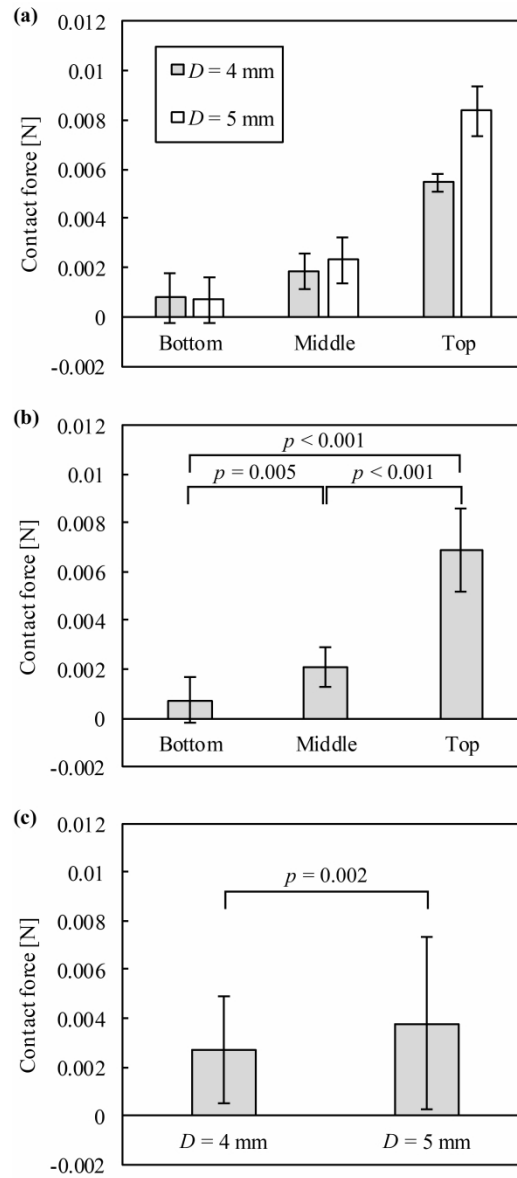 (a)
0.012
0.01
0.008
0.006
0.004
0.002
0
-0.002
Contact force [N]
D = 4 mm
D = 5 mm
Bottom Middle Top
(b)
0.012
0.01
0.008
0.006
0.004
0.002
0
-0.002
Contact force [N]
p < 0.001
p = 0.005 p < 0.001
Bottom Middle Top
(c)
0.012
0.01
0.008
0.006
0.004
0.002
0
-0.002
Contact force [N]
p = 0.002
D = 4 mm D = 5 mm